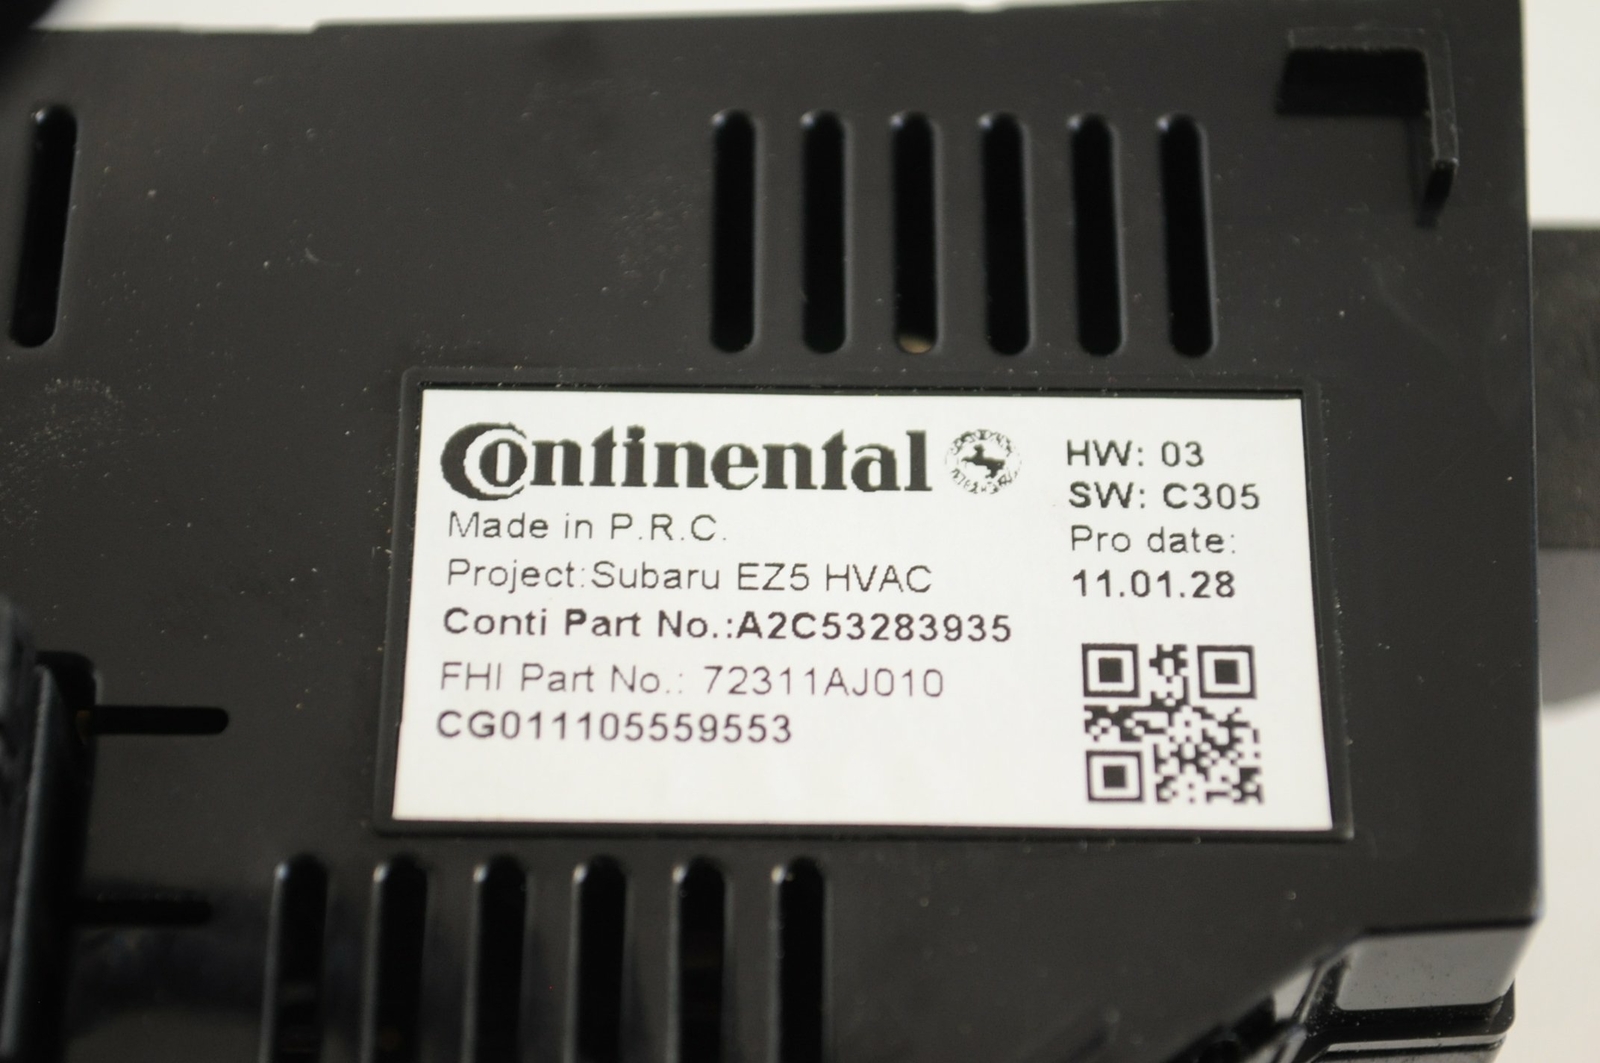 Continental
Made in P.R.C.
Project:Subaru EZ5 HVAC
Conti Part No.:A2C53283935
FHI Part No.: 72311AJ010
CG011105559553
HW: 03
SW: C305
Pro date:
11.01.28